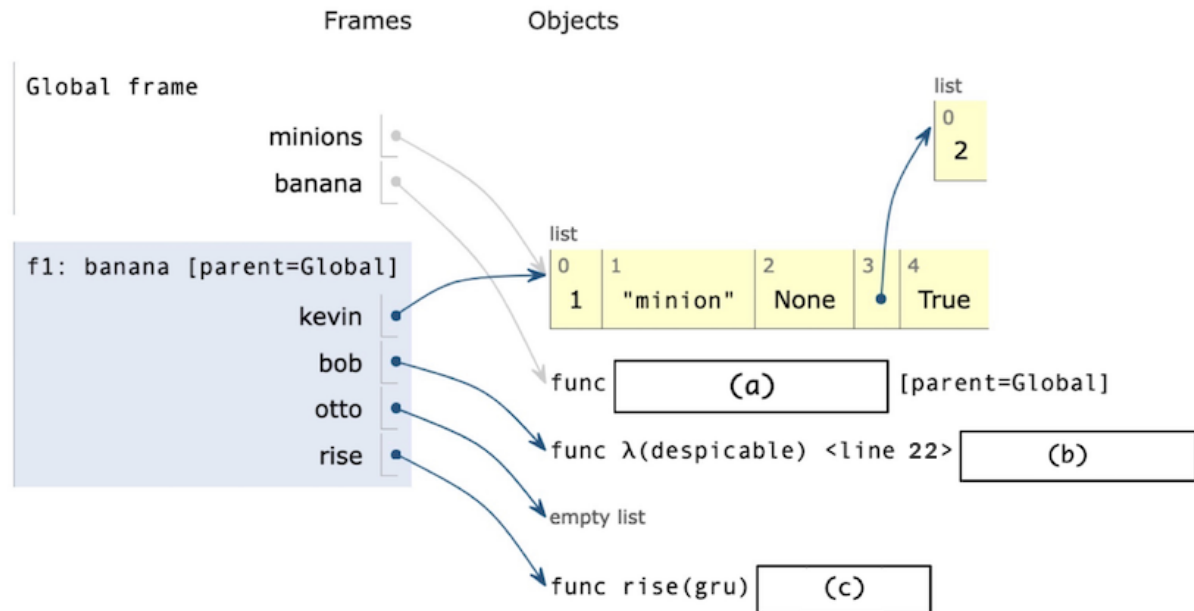 Frames Objects
Global frame
minions
banana
list
0
2
f1: banana [parent=Global]
kevin
bob
otto
rise
list
0 1 2 3 4
1 "minion" None True
func (a) [parent=Global]
func λ(despicable) <line 22> (b)
empty list
func rise(gru) (c)